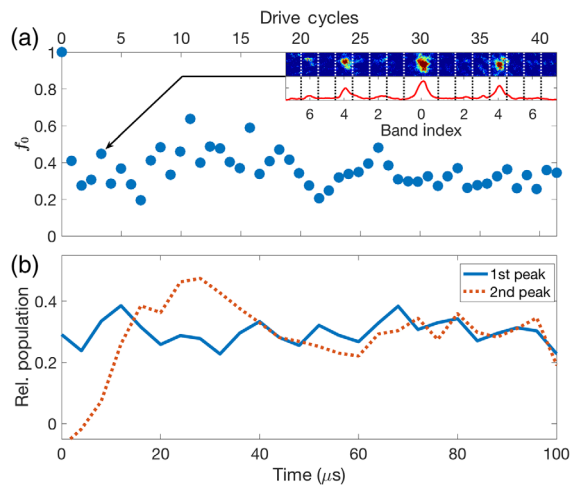 Drive cycles
(a)
0 5 10 15 20 25 30 35 40
1
0.8
0.6
0.4
0.2
0
f₀
6 4 2 0 2 4 6
Band index
(b)
1st peak
2nd peak
0.4
0.2
0
Rel. population
0 20 40 60 80 100
Time (μs)